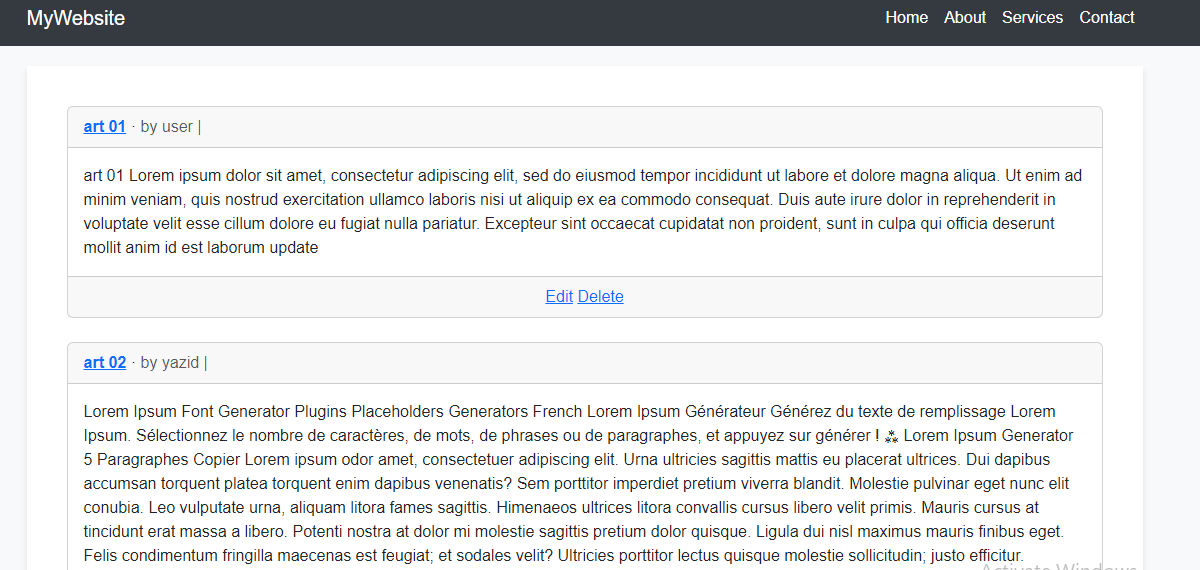 MyWebsite
Home About Services Contact
art 01 · by user |
art 01 Lorem ipsum dolor sit amet, consectetur adipiscing elit, sed do eiusmod tempor incididunt ut labore et dolore magna aliqua. Ut enim ad
minim veniam, quis nostrud exercitation ullamco laboris nisi ut aliquip ex ea commodo consequat. Duis aute irure dolor in reprehenderit in
voluptate velit esse cillum dolore eu fugiat nulla pariatur. Excepteur sint occaecat cupidatat non proident, sunt in culpa qui officia deserunt
mollit anim id est laborum update
Edit Delete
art 02 · by yazid |
Lorem Ipsum Font Generator Plugins Placeholders Generators French Lorem Ipsum Générateur Générez du texte de remplissage Lorem
Ipsum. Sélectionnez le nombre de caractères, de mots, de phrases ou de paragraphes, et appuyez sur générer ! ⁂ Lorem Ipsum Generator
5 Paragraphes Copier Lorem ipsum odor amet, consectetuer adipiscing elit. Urna ultricies sagittis mattis eu placerat ultrices. Dui dapibus
accumsan torquent platea torquent enim dapibus venenatis? Sem porttitor imperdiet pretium viverra blandit. Molestie pulvinar eget nunc elit
conubia. Leo vulputate urna, aliquam litora fames sagittis. Himenaeos ultrices litora convallis cursus libero velit primis. Mauris cursus at
tincidunt erat massa a libero. Potenti nostra at dolor mi molestie sagittis pretium dolor quisque. Ligula dui nisl maximus mauris finibus eget.
Felis condimentum fringilla maecenas est feugiat; et sodales velit? Ultricies porttitor lectus quisque molestie sollicitudin; justo efficitur.
Activate Windows